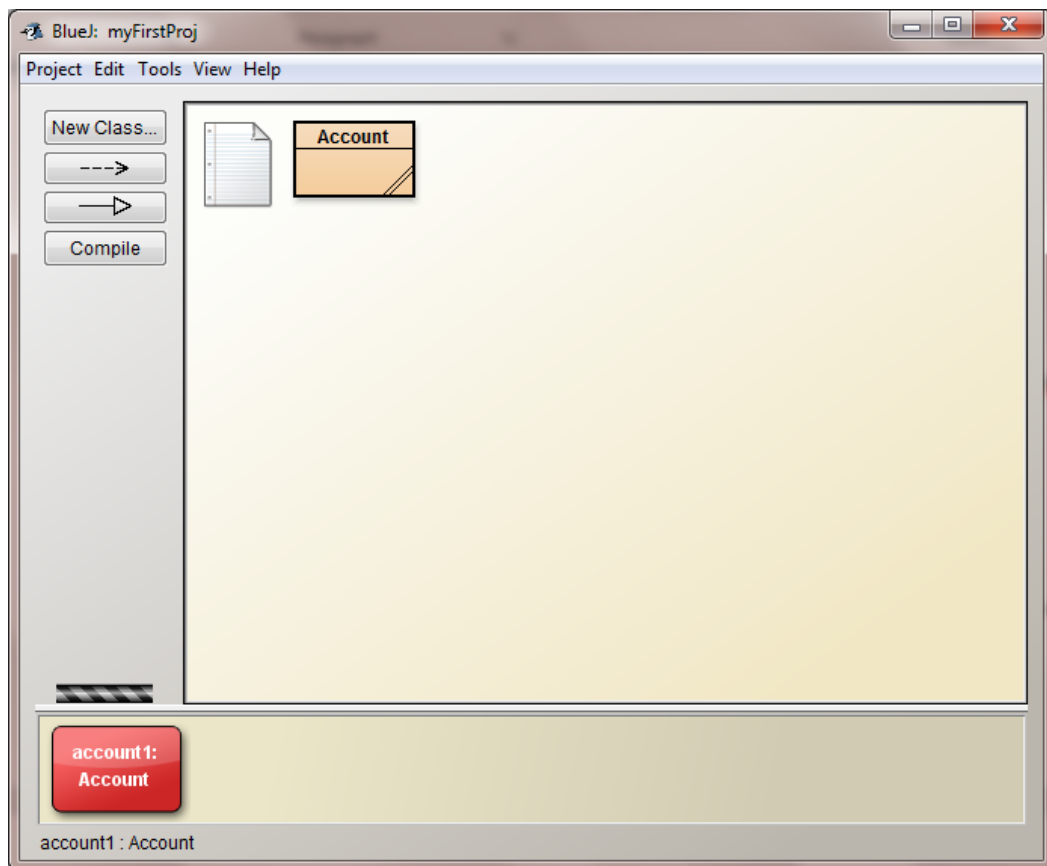 BlueJ: myFirstProj
Project Edit Tools View Help
New Class...
Compile
Account
account1:
Account
account1 : Account